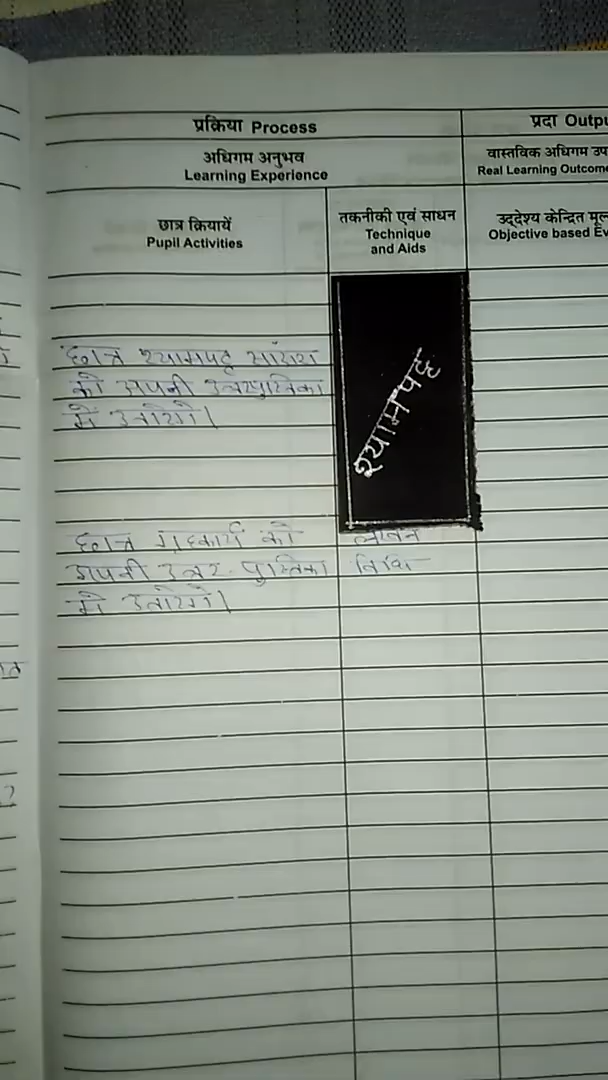 प्रक्रिया Process
प्रदा Outpu
अधिगम अनुभव
Learning Experience
वास्तविक अधिगम उप
Real Learning Outcome
छात्र क्रियायें
Pupil Activities
तकनीकी एवं साधन
Technique
and Aids
उद्देश्य केन्द्रित मूल
Objective based Ev
श्यामपट्ट
छात्र श्यामपट्ट सारांश
को अपनी उत्तरपुस्तिका
में उतारेंगे।
छात्र गृहकार्य को
अपनी उत्तर पुस्तिका
में उतारेंगे।
लेखन
विधि